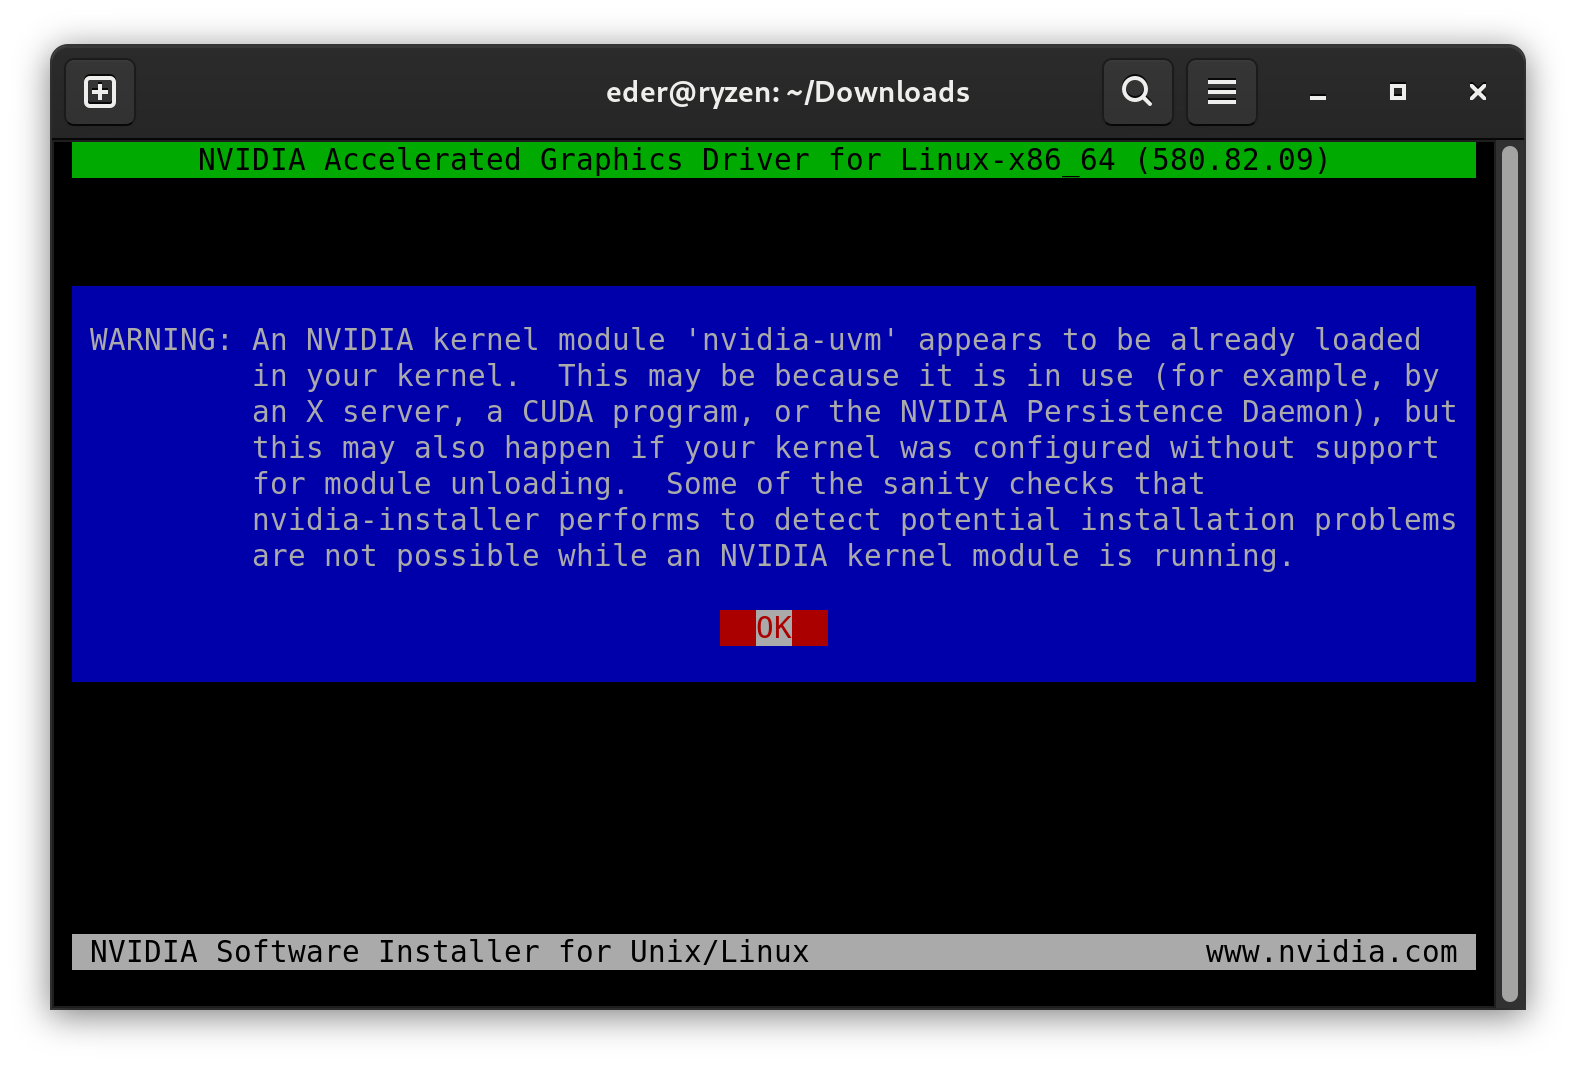 eder@ryzen: ~/Downloads
NVIDIA Accelerated Graphics Driver for Linux-x86_64 (580.82.09)
WARNING: An NVIDIA kernel module 'nvidia-uvm' appears to be already loaded
in your kernel.  This may be because it is in use (for example, by
an X server, a CUDA program, or the NVIDIA Persistence Daemon), but
this may also happen if your kernel was configured without support
for module unloading.  Some of the sanity checks that
nvidia-installer performs to detect potential installation problems
are not possible while an NVIDIA kernel module is running.
OK
NVIDIA Software Installer for Unix/Linux www.nvidia.com